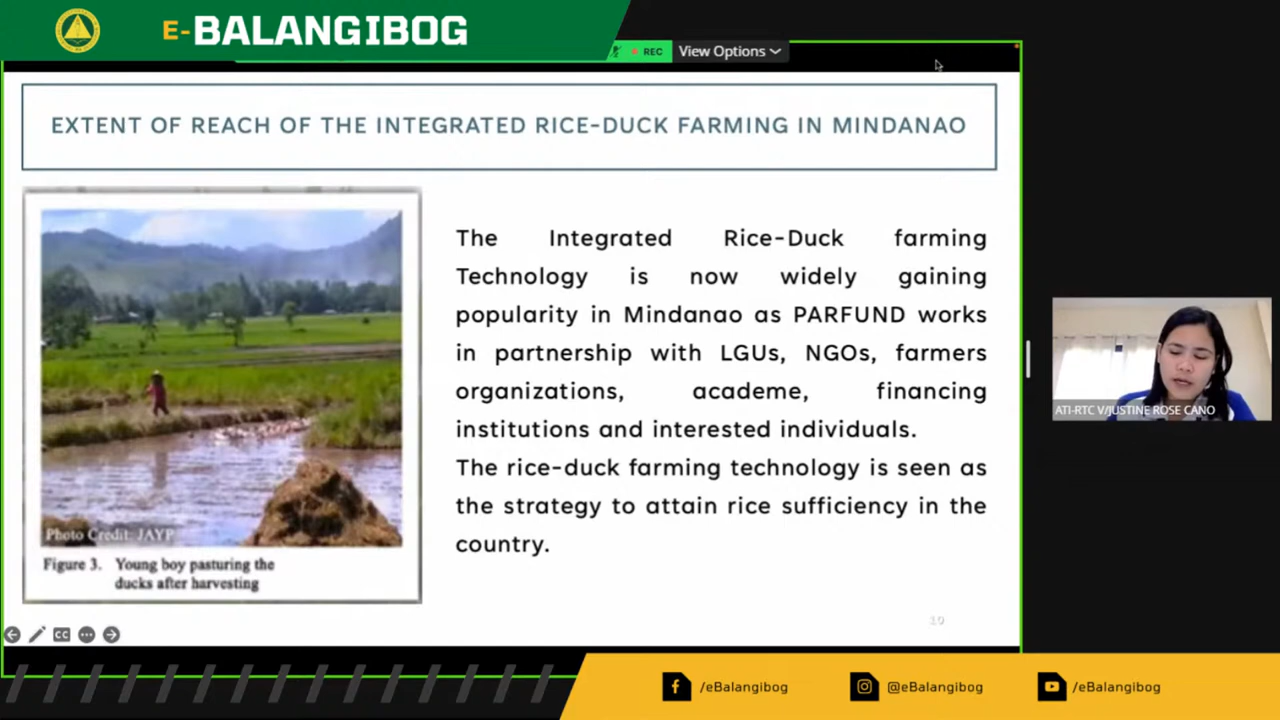 E-BALANGIBOG
REC
View Options
EXTENT OF REACH OF THE INTEGRATED RICE-DUCK FARMING IN MINDANAO
The Integrated Rice-Duck farming
Technology is now widely gaining
popularity in Mindanao as PARFUND works
in partnership with LGUs, NGOs, farmers
organizations, academe, financing
institutions and interested individuals.
The rice-duck farming technology is seen as
the strategy to attain rice sufficiency in the
country.
Photo Credit: JAYP
Figure 3. Young boy pasturing the
ducks after harvesting
10
CC
ATI-RTC V/JUSTINE ROSE CANO
/eBalangibog
@eBalangibog
/eBalangibog